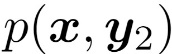 p(x, y₂)